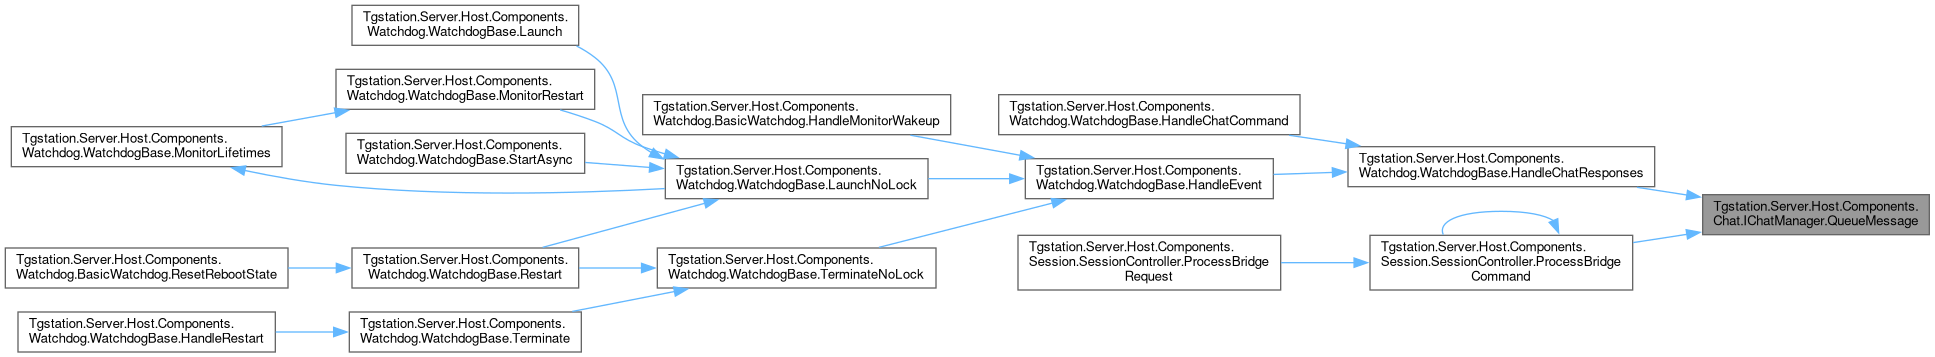 Tgstation.Server.Host.Components.
Watchdog.WatchdogBase.Launch
Tgstation.Server.Host.Components.
Watchdog.WatchdogBase.MonitorRestart
Tgstation.Server.Host.Components.
Watchdog.BasicWatchdog.HandleMonitorWakeup
Tgstation.Server.Host.Components.
Watchdog.WatchdogBase.HandleChatCommand
Tgstation.Server.Host.Components.
Watchdog.WatchdogBase.MonitorLifetimes
Tgstation.Server.Host.Components.
Watchdog.WatchdogBase.StartAsync
Tgstation.Server.Host.Components.
Watchdog.WatchdogBase.LaunchNoLock
Tgstation.Server.Host.Components.
Watchdog.WatchdogBase.HandleEvent
Tgstation.Server.Host.Components.
Watchdog.WatchdogBase.HandleChatResponses
Tgstation.Server.Host.Components.
Chat.IChatManager.QueueMessage
Tgstation.Server.Host.Components.
Watchdog.BasicWatchdog.ResetRebootState
Tgstation.Server.Host.Components.
Watchdog.WatchdogBase.Restart
Tgstation.Server.Host.Components.
Watchdog.WatchdogBase.TerminateNoLock
Tgstation.Server.Host.Components.
Session.SessionController.ProcessBridge
Request
Tgstation.Server.Host.Components.
Session.SessionController.ProcessBridge
Command
Tgstation.Server.Host.Components.
Watchdog.WatchdogBase.HandleRestart
Tgstation.Server.Host.Components.
Watchdog.WatchdogBase.Terminate